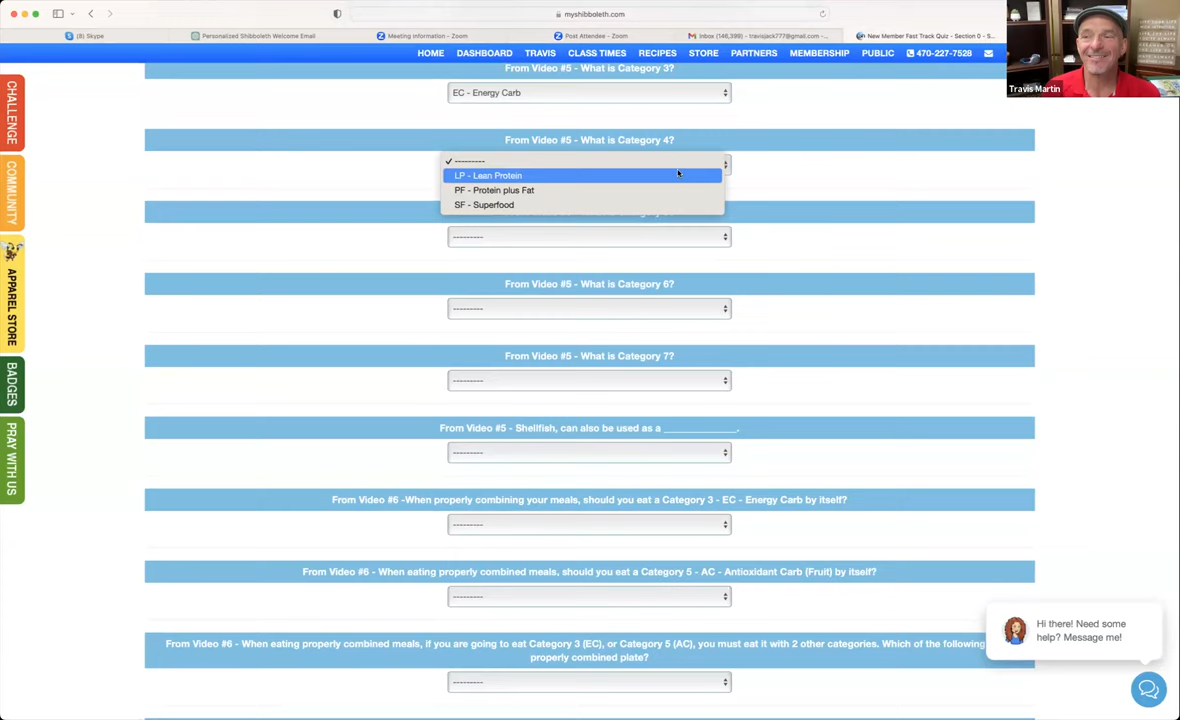 myshibboleth.com
(8) Skype
Personalized Shibboleth Welcome Email
Meeting Information - Zoom
Post Attendee - Zoom
Inbox (146,399) - travisjack777@gmail.com -...
New Member Fast Track Quiz - Section 0 - S...
HOME DASHBOARD TRAVIS CLASS TIMES RECIPES STORE PARTNERS MEMBERSHIP PUBLIC 470-227-7528
Travis Martin
CHALLENGE
COMMUNITY
APPAREL STORE
BADGES
PRAY WITH US
From Video #5 - What is Category 3?
EC - Energy Carb
From Video #5 - What is Category 4?
✓ ---------
LP - Lean Protein
PF - Protein plus Fat
SF - Superfood
---------
From Video #5 - What is Category 6?
---------
From Video #5 - What is Category 7?
---------
From Video #5 - Shellfish, can also be used as a ______________.
---------
From Video #6 -When properly combining your meals, should you eat a Category 3 - EC - Energy Carb by itself?
---------
From Video #6 - When eating properly combined meals, should you eat a Category 5 - AC - Antioxidant Carb (Fruit) by itself?
---------
From Video #6 - When eating properly combined meals, if you are going to eat Category 3 (EC), or Category 5 (AC), you must eat it with 2 other categories. Which of the following
properly combined plate?
---------
Hi there! Need some
help? Message me!